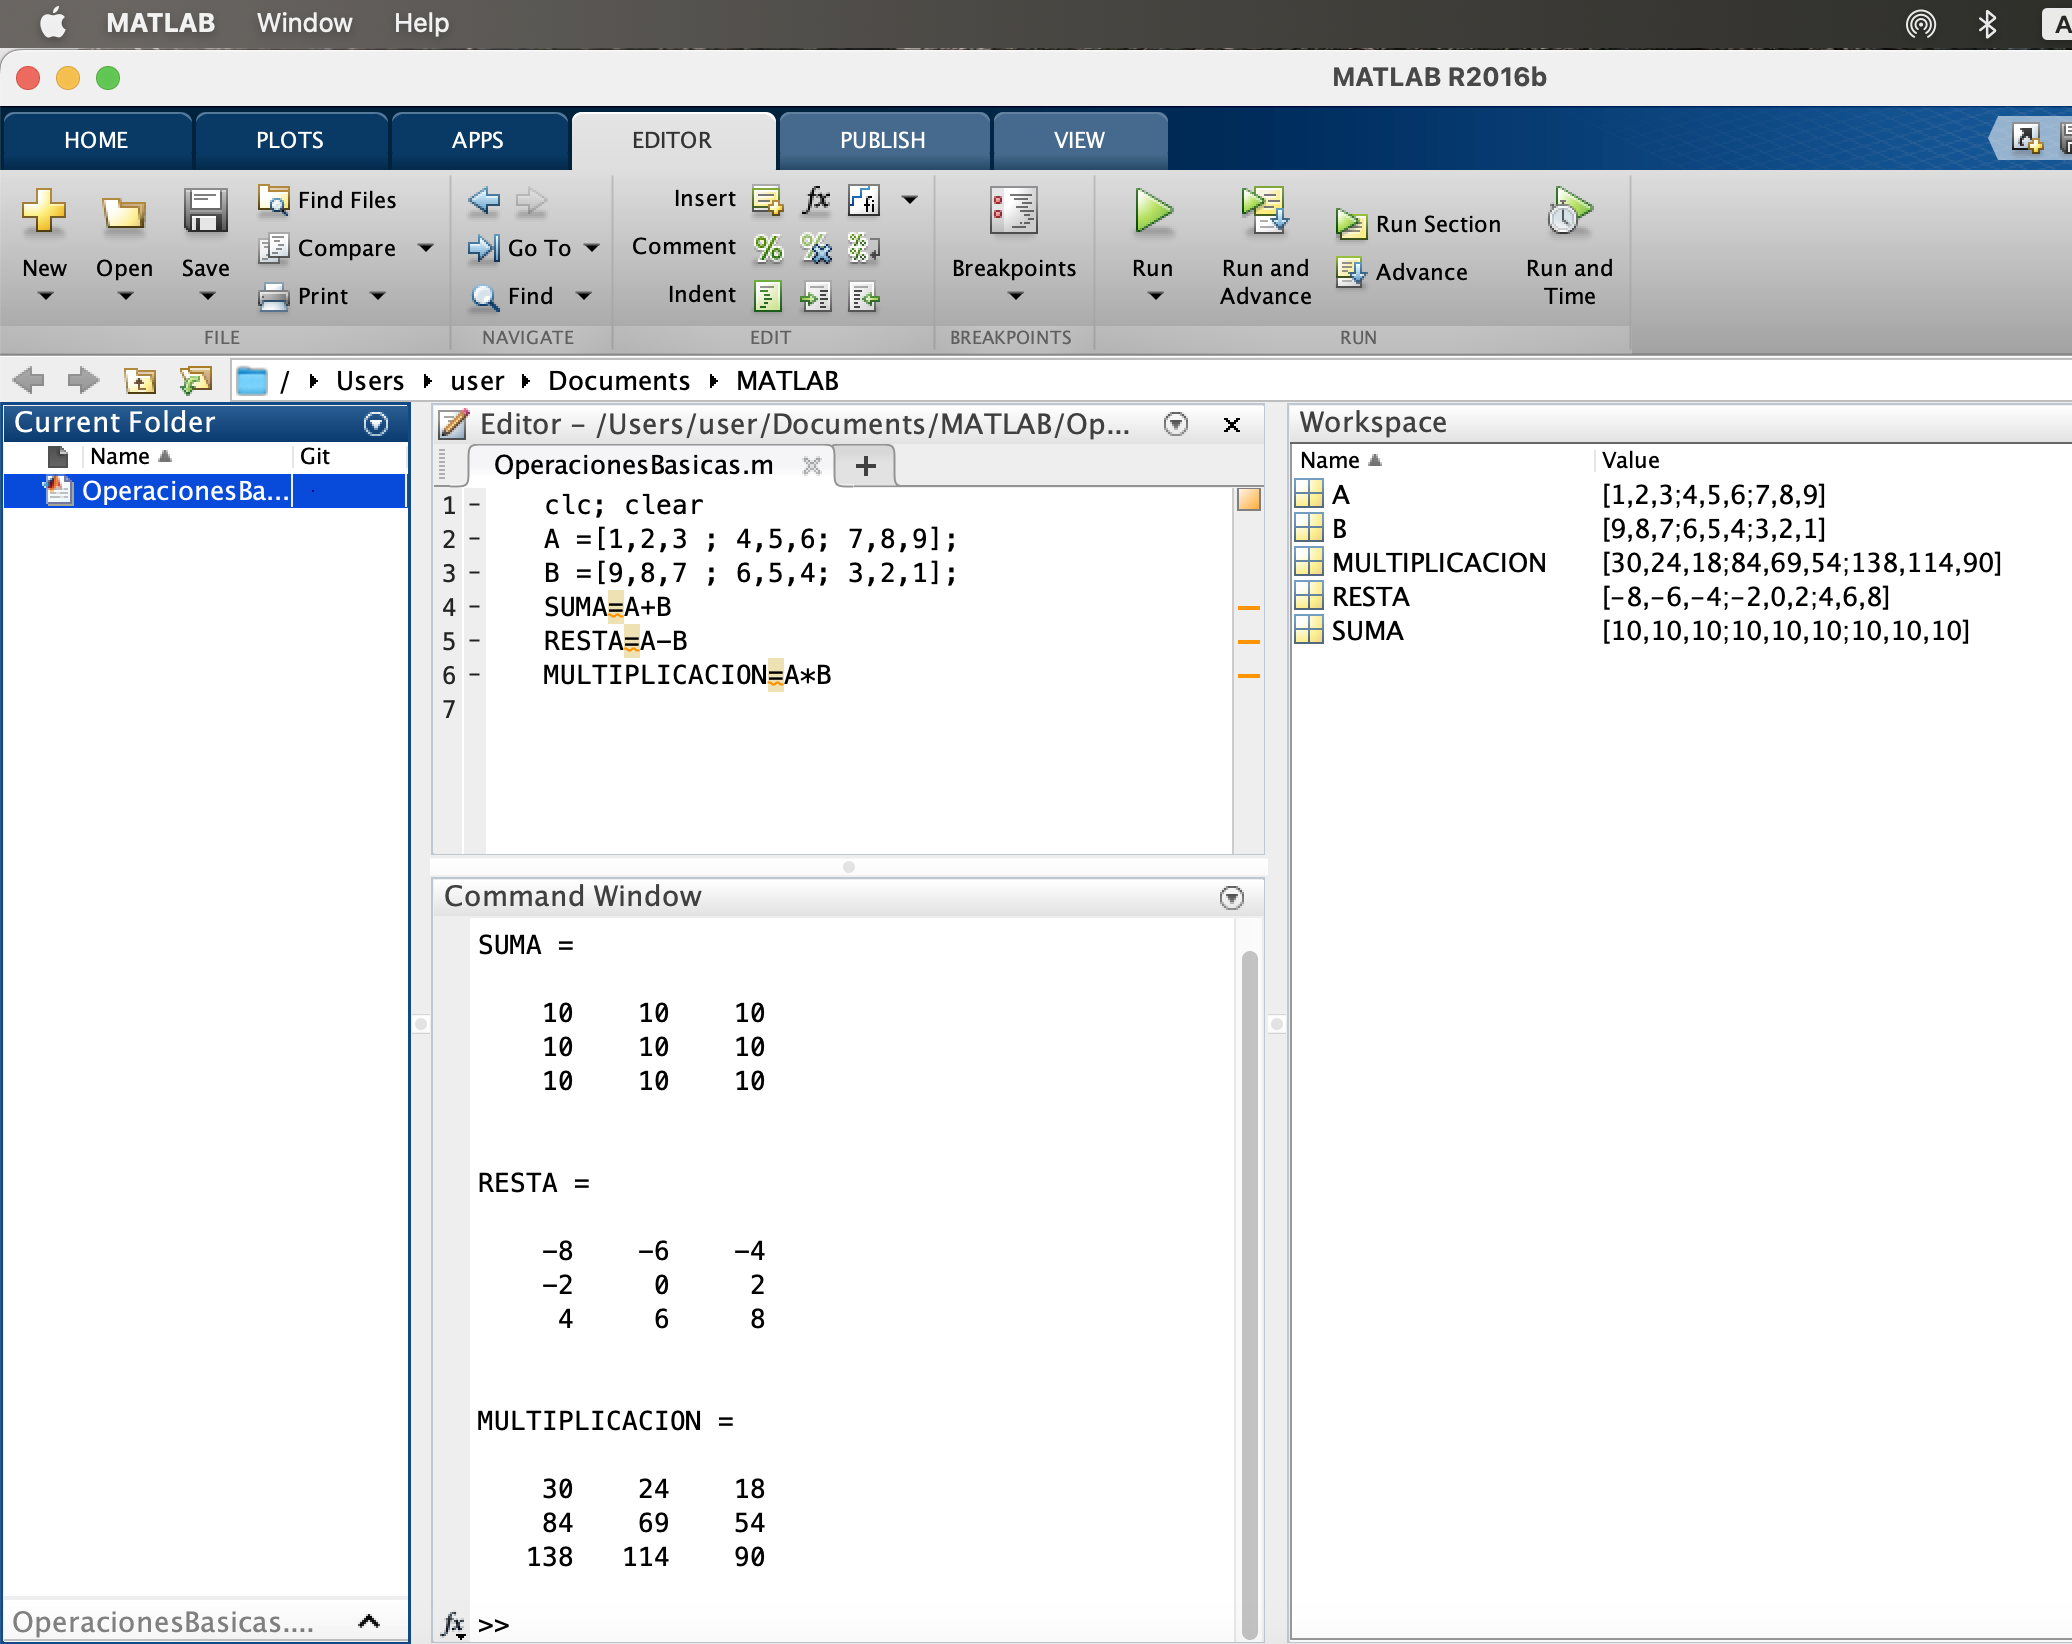 MATLAB Window Help
MATLAB R2016b
HOME PLOTS APPS EDITOR PUBLISH VIEW
New
Open
Save
Find Files
Compare
Print
FILE
Go To
Find
NAVIGATE
Insert fx fi
Comment % % %
Indent
EDIT
Breakpoints
BREAKPOINTS
Run
Run and
Advance
Run Section
Advance
Run and
Time
RUN
/ Users user Documents MATLAB
Current Folder
Name Git
OperacionesBa...
OperacionesBasicas....
Editor - /Users/user/Documents/MATLAB/Op...
OperacionesBasicas.m +
1 - clc; clear
2 - A =[1,2,3 ; 4,5,6; 7,8,9];
3 - B =[9,8,7 ; 6,5,4; 3,2,1];
4 - SUMA=A+B
5 - RESTA=A-B
6 - MULTIPLICACION=A*B
7
Command Window
SUMA =
10 10 10
10 10 10
10 10 10
RESTA =
-8 -6 -4
-2 0 2
4 6 8
MULTIPLICACION =
30 24 18
84 69 54
138 114 90
fx >>
Workspace
Name Value
A [1,2,3;4,5,6;7,8,9]
B [9,8,7;6,5,4;3,2,1]
MULTIPLICACION [30,24,18;84,69,54;138,114,90]
RESTA [-8,-6,-4;-2,0,2;4,6,8]
SUMA [10,10,10;10,10,10;10,10,10]